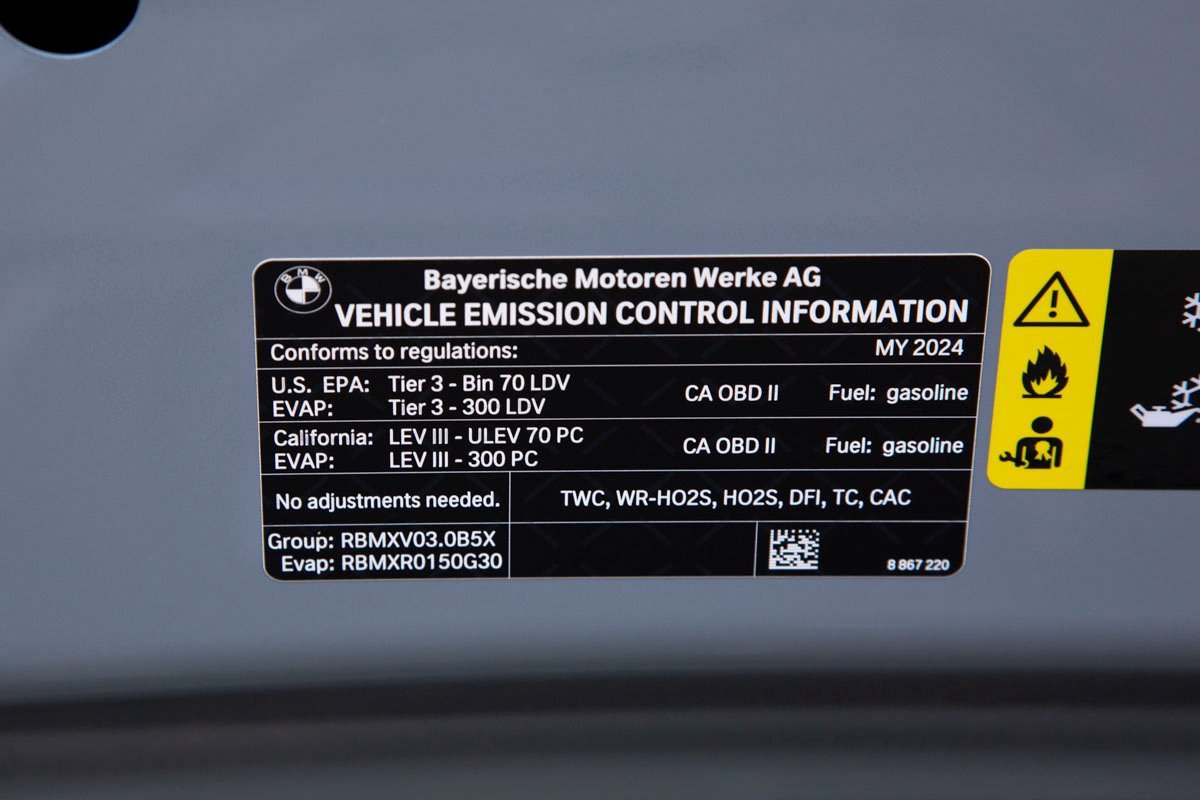 BMW
Bayerische Motoren Werke AG
VEHICLE EMISSION CONTROL INFORMATION
Conforms to regulations: MY 2024
U.S. EPA: Tier 3 - Bin 70 LDV CA OBD II Fuel: gasoline
EVAP: Tier 3 - 300 LDV
California: LEV III - ULEV 70 PC CA OBD II Fuel: gasoline
EVAP: LEV III - 300 PC
No adjustments needed. TWC, WR-HO2S, HO2S, DFI, TC, CAC
Group: RBMXV03.0B5X
Evap: RBMXR0150G30
8 867 220